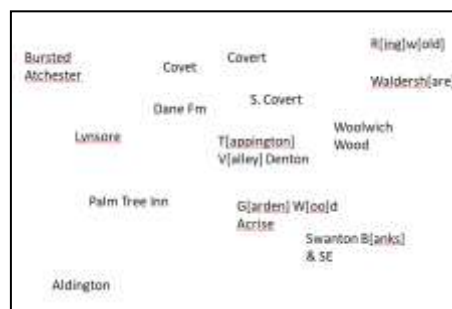 R[ing]w[old]
Bursted
Atchester
Covet
Covert
Waldersh[are]
Dane Fm
S. Covert
Lynsore
T[appington]
V[alley] Denton
Woolwich
Wood
Palm Tree Inn
G[arden] W[oo]d
Acrise
Swanton B[anks]
& SE
Aldington